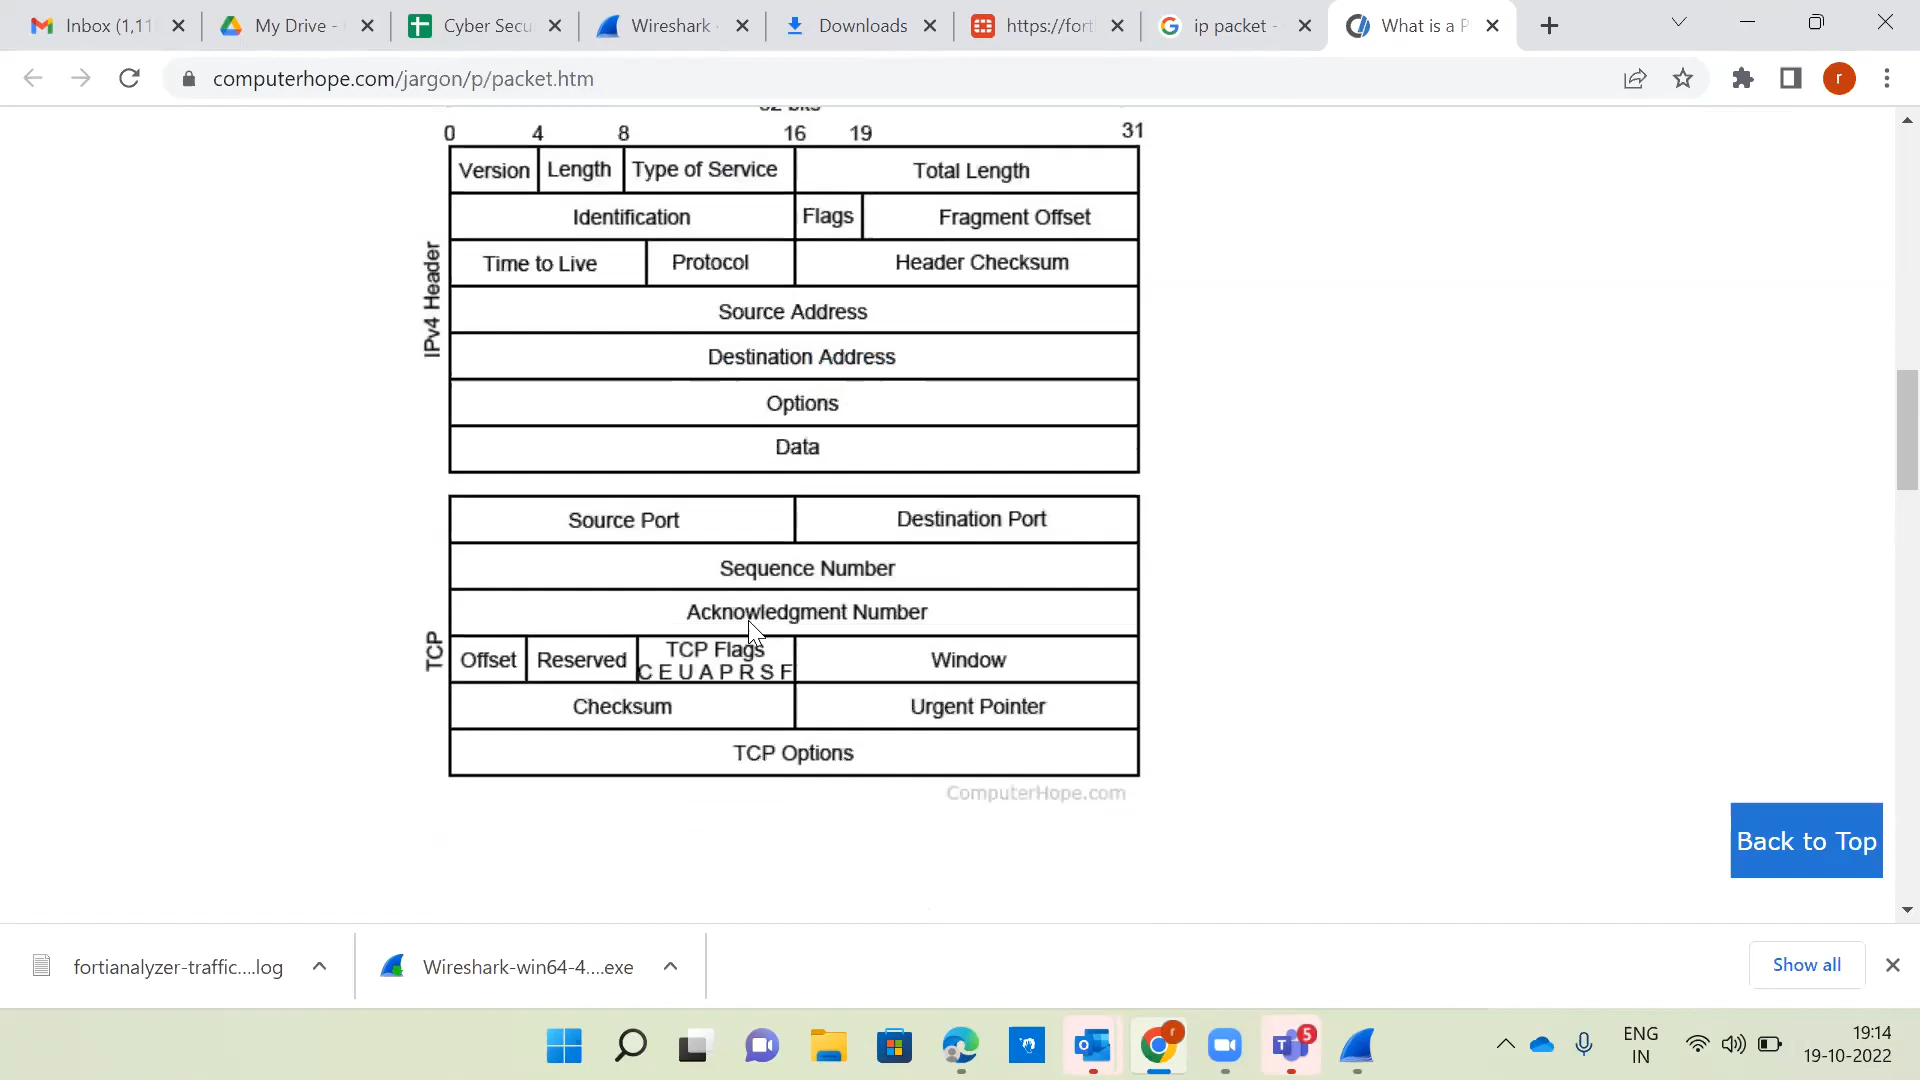 Inbox (1,11
My Drive -
Cyber Secu
Wireshark
Downloads
https://forti
ip packet -
What is a P
computerhope.com/jargon/p/packet.htm
r
0 4 8 16 19 31
Version Length Type of Service Total Length
Identification Flags Fragment Offset
Time to Live Protocol Header Checksum
Source Address
Destination Address
Options
Data
IPv4 Header
Source Port Destination Port
Sequence Number
Acknowledgment Number
Offset Reserved TCP Flags Window
C E U A P R S F
Checksum Urgent Pointer
TCP Options
TCP
ComputerHope.com
Back to Top
fortianalyzer-traffic....log
Wireshark-win64-4....exe
Show all
r
5
ENG
IN
19:14
19-10-2022